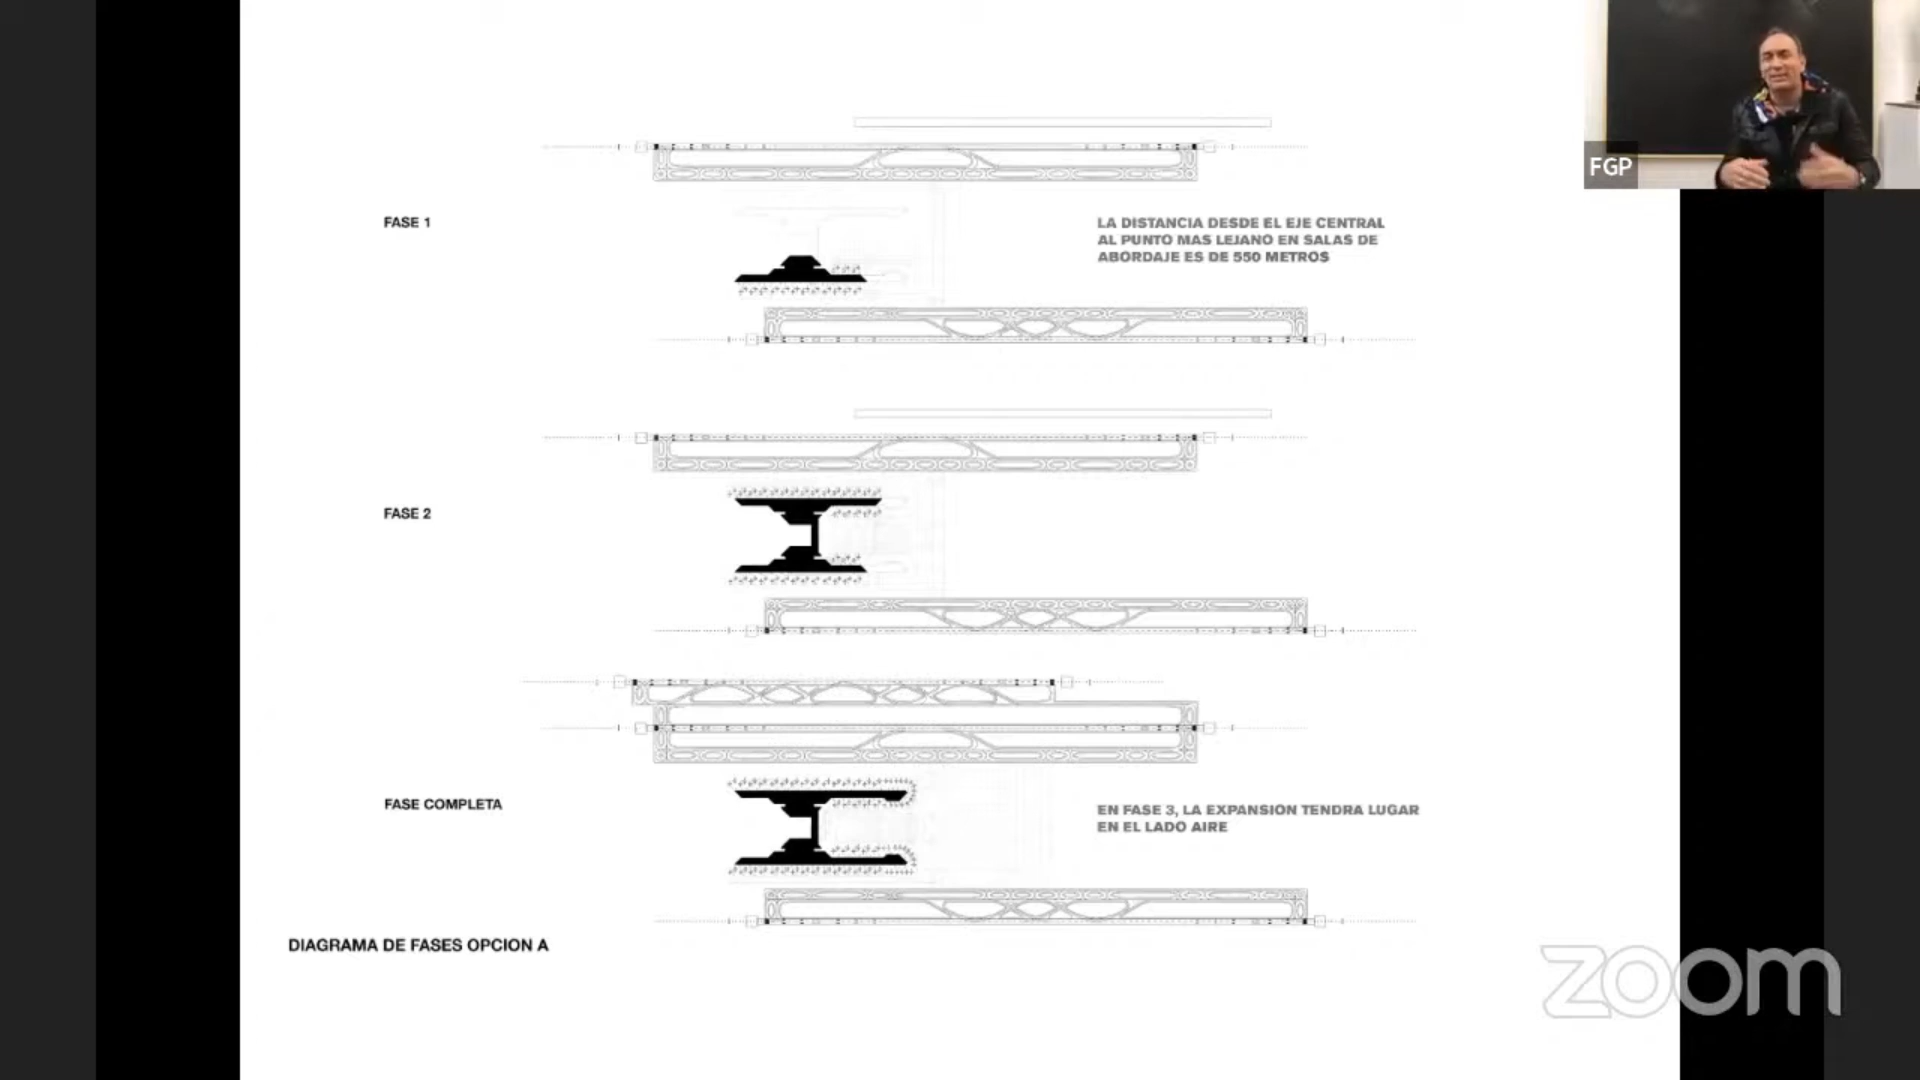 FGP
FASE 1
LA DISTANCIA DESDE EL EJE CENTRAL
AL PUNTO MAS LEJANO EN SALAS DE
ABORDAJE ES DE 550 METROS
FASE 2
FASE COMPLETA
EN FASE 3, LA EXPANSION TENDRA LUGAR
EN EL LADO AIRE
DIAGRAMA DE FASES OPCION A
zoom